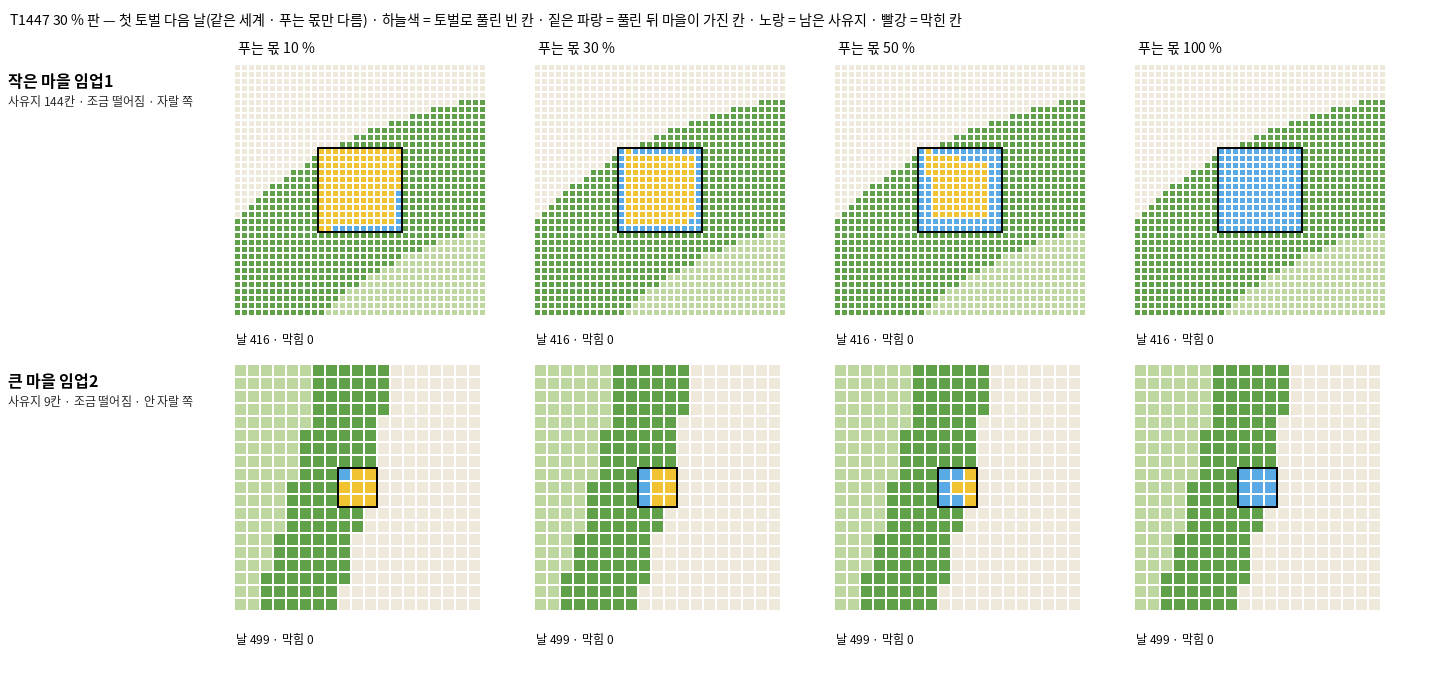 T1447 30 % 판 — 첫 토벌 다음 날(같은 세계 · 푸는 몫만 다름) · 하늘색 = 토벌로 풀린 빈 칸 · 짙은 파랑 = 풀린 뒤 마을이 가진 칸 · 노랑 = 남은 사유지 · 빨강 = 막힌 칸
푸는 몫 10 %
푸는 몫 30 %
푸는 몫 50 %
푸는 몫 100 %
작은 마을 임업1
사유지 144칸 · 조금 떨어짐 · 자랄 쪽
날 416 · 막힘 0
날 416 · 막힘 0
날 416 · 막힘 0
날 416 · 막힘 0
큰 마을 임업2
사유지 9칸 · 조금 떨어짐 · 안 자랄 쪽
날 499 · 막힘 0
날 499 · 막힘 0
날 499 · 막힘 0
날 499 · 막힘 0